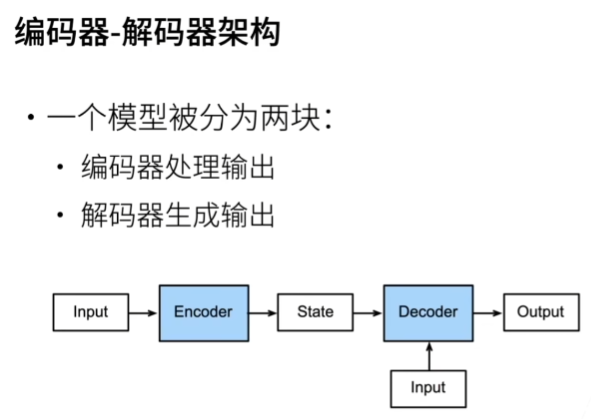 编码器-解码器架构
• 一个模型被分为两块：
• 编码器处理输出
• 解码器生成输出
Input Encoder State Decoder Output
Input